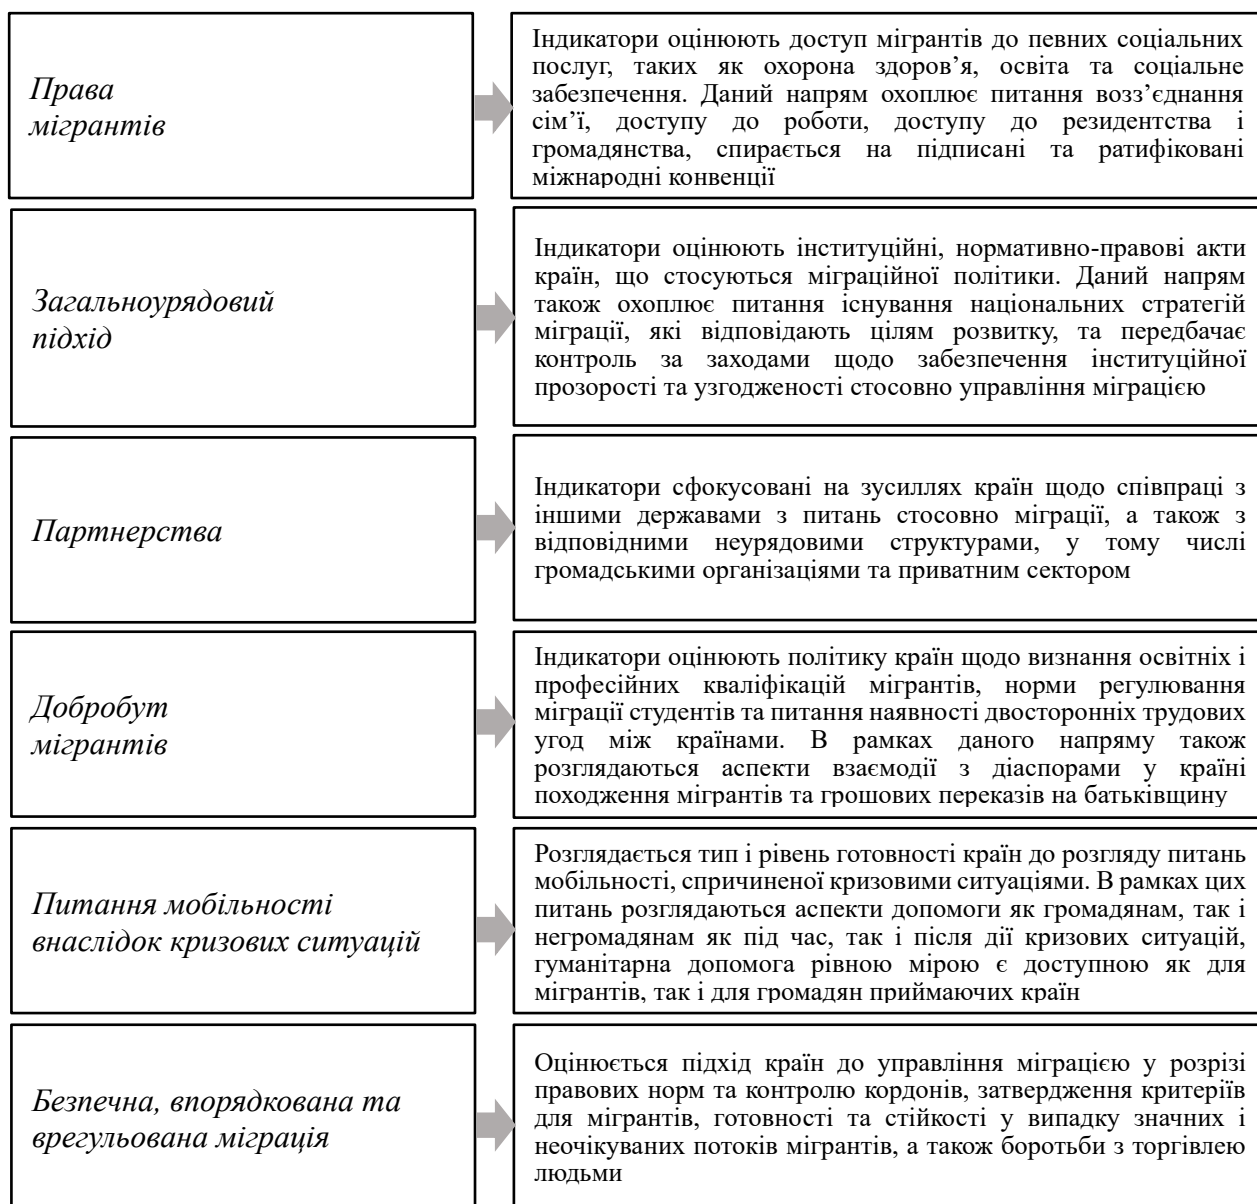 Права
мігрантів
Індикатори оцінюють доступ мігрантів до певних соціальних
послуг, таких як охорона здоров’я, освіта та соціальне
забезпечення. Даний напрям охоплює питання возз’єднання
сім’ї, доступу до роботи, доступу до резидентства і
громадянства, спирається на підписані та ратифіковані
міжнародні конвенції
Загальноурядовий
підхід
Індикатори оцінюють інституційні, нормативно-правові акти
країн, що стосуються міграційної політики. Даний напрям
також охоплює питання існування національних стратегій
міграції, які відповідають цілям розвитку, та передбачає
контроль за заходами щодо забезпечення інституційної
прозорості та узгодженості стосовно управління міграцією
Партнерства
Індикатори сфокусовані на зусиллях країн щодо співпраці з
іншими державами з питань стосовно міграції, а також з
відповідними неурядовими структурами, у тому числі
громадськими організаціями та приватним сектором
Добробут
мігрантів
Індикатори оцінюють політику країн щодо визнання освітніх і
професійних кваліфікацій мігрантів, норми регулювання
міграції студентів та питання наявності двосторонніх трудових
угод між країнами. В рамках даного напряму також
розглядаються аспекти взаємодії з діаспорами у країні
походження мігрантів та грошових переказів на батьківщину
Питання мобільності
внаслідок кризових ситуацій
Розглядається тип і рівень готовності країн до розгляду питань
мобільності, спричиненої кризовими ситуаціями. В рамках цих
питань розглядаються аспекти допомоги як громадянам, так і
негромадянам як під час, так і після дії кризових ситуацій,
гуманітарна допомога рівною мірою є доступною як для
мігрантів, так і для громадян приймаючих країн
Безпечна, впорядкована та
врегульована міграція
Оцінюється підхід країн до управління міграцією у розрізі
правових норм та контролю кордонів, затвердження критеріїв
для мігрантів, готовності та стійкості у випадку значних і
неочікуваних потоків мігрантів, а також боротьби з торгівлею
людьми